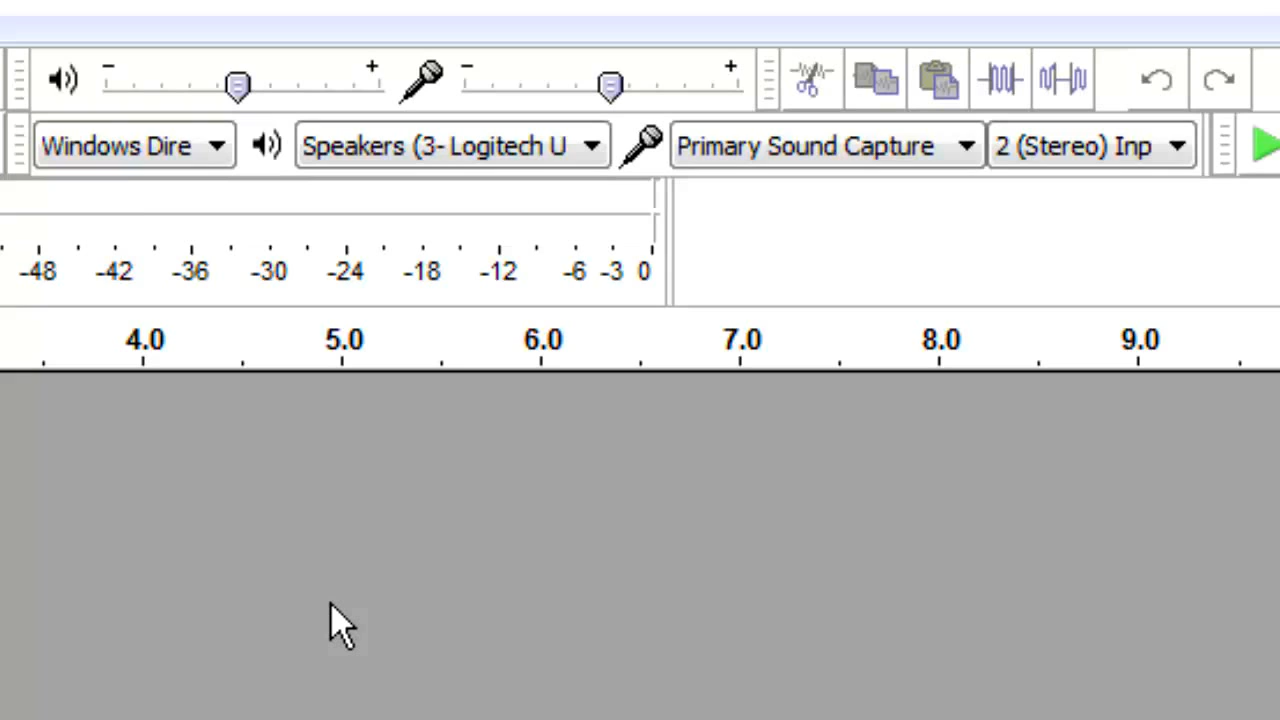 - + - +
Windows Dire Speakers (3- Logitech U Primary Sound Capture 2 (Stereo) Inp
-48 -42 -36 -30 -24 -18 -12 -6 -3 0
4.0 5.0 6.0 7.0 8.0 9.0